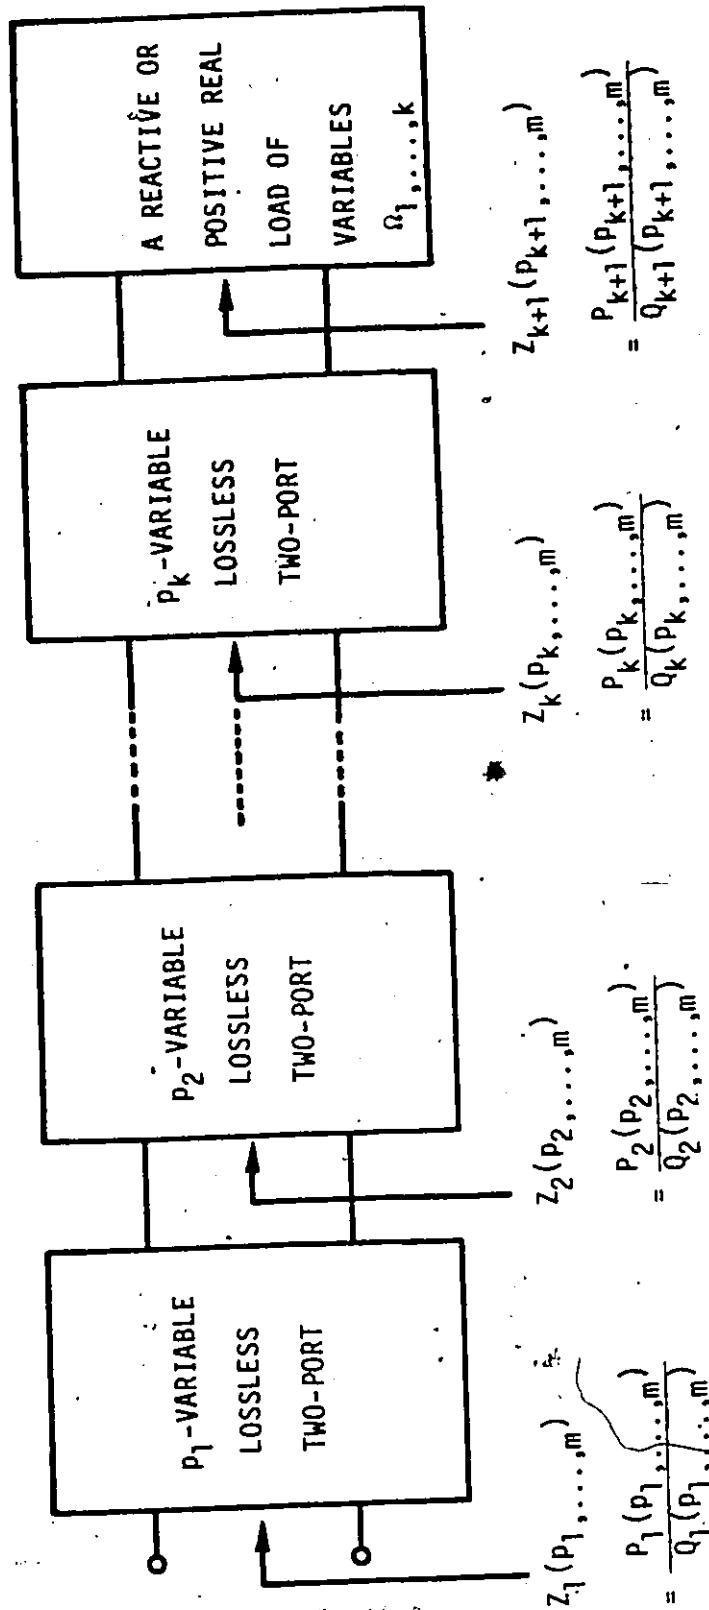 p₁-VARIABLE
LOSSLESS
TWO-PORT
p₂-VARIABLE
LOSSLESS
TWO-PORT
pₖ-VARIABLE
LOSSLESS
TWO-PORT
A REACTIVE OR
POSITIVE REAL
LOAD OF
VARIABLES
Ω₁,...,k
Z₁(p₁,...,m)
= P₁(p₁,...,m)
Q₁(p₁,...,m)
Z₂(p₂,...,m)
= P₂(p₂,...,m)
Q₂(p₂,...,m)
Zₖ(pₖ,...,m)
= Pₖ(pₖ,...,m)
Qₖ(pₖ,...,m)
Zₖ₊₁(pₖ₊₁,...,m)
= Pₖ₊₁(pₖ₊₁,...,m)
Qₖ₊₁(pₖ₊₁,...,m)